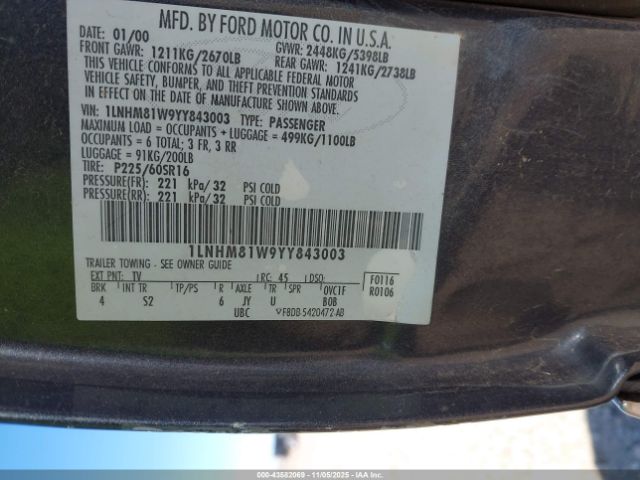 MFD. BY FORD MOTOR CO. IN U.S.A.
DATE: 01/00 GVWR: 2448KG/5398LB
FRONT GAWR: 1211KG/2670LB REAR GAWR: 1241KG/2738LB
THIS VEHICLE CONFORMS TO ALL APPLICABLE FEDERAL MOTOR
VEHICLE SAFETY, BUMPER, AND THEFT PREVENTION STANDARDS
IN EFFECT ON THE DATE OF MANUFACTURE SHOWN ABOVE.
VIN: 1LNHM81W9YY843003 TYPE: PASSENGER
MAXIMUM LOAD = OCCUPANTS + LUGGAGE = 499KG/1100LB
OCCUPANTS = 6 TOTAL; 3 FR, 3 RR
LUGGAGE = 91KG/200LB
TIRE: P225/60SR16
PRESSURE(FR) = 221 kPa/32 PSI COLD
PRESSURE(RR) = 221 kPa/32 PSI COLD
1LNHM81W9YY843003
TRAILER TOWING - SEE OWNER GUIDE
EXT PNT: TV RC: 45 DSO: F0116
BRK INT TR TP/PS R AXLE TR SPR OVC1F R0106
4 S2 6 JY U BOB
UBC VF8DB-5420472-AB
000-43582069 - 11/05/2025 - IAA Auctions